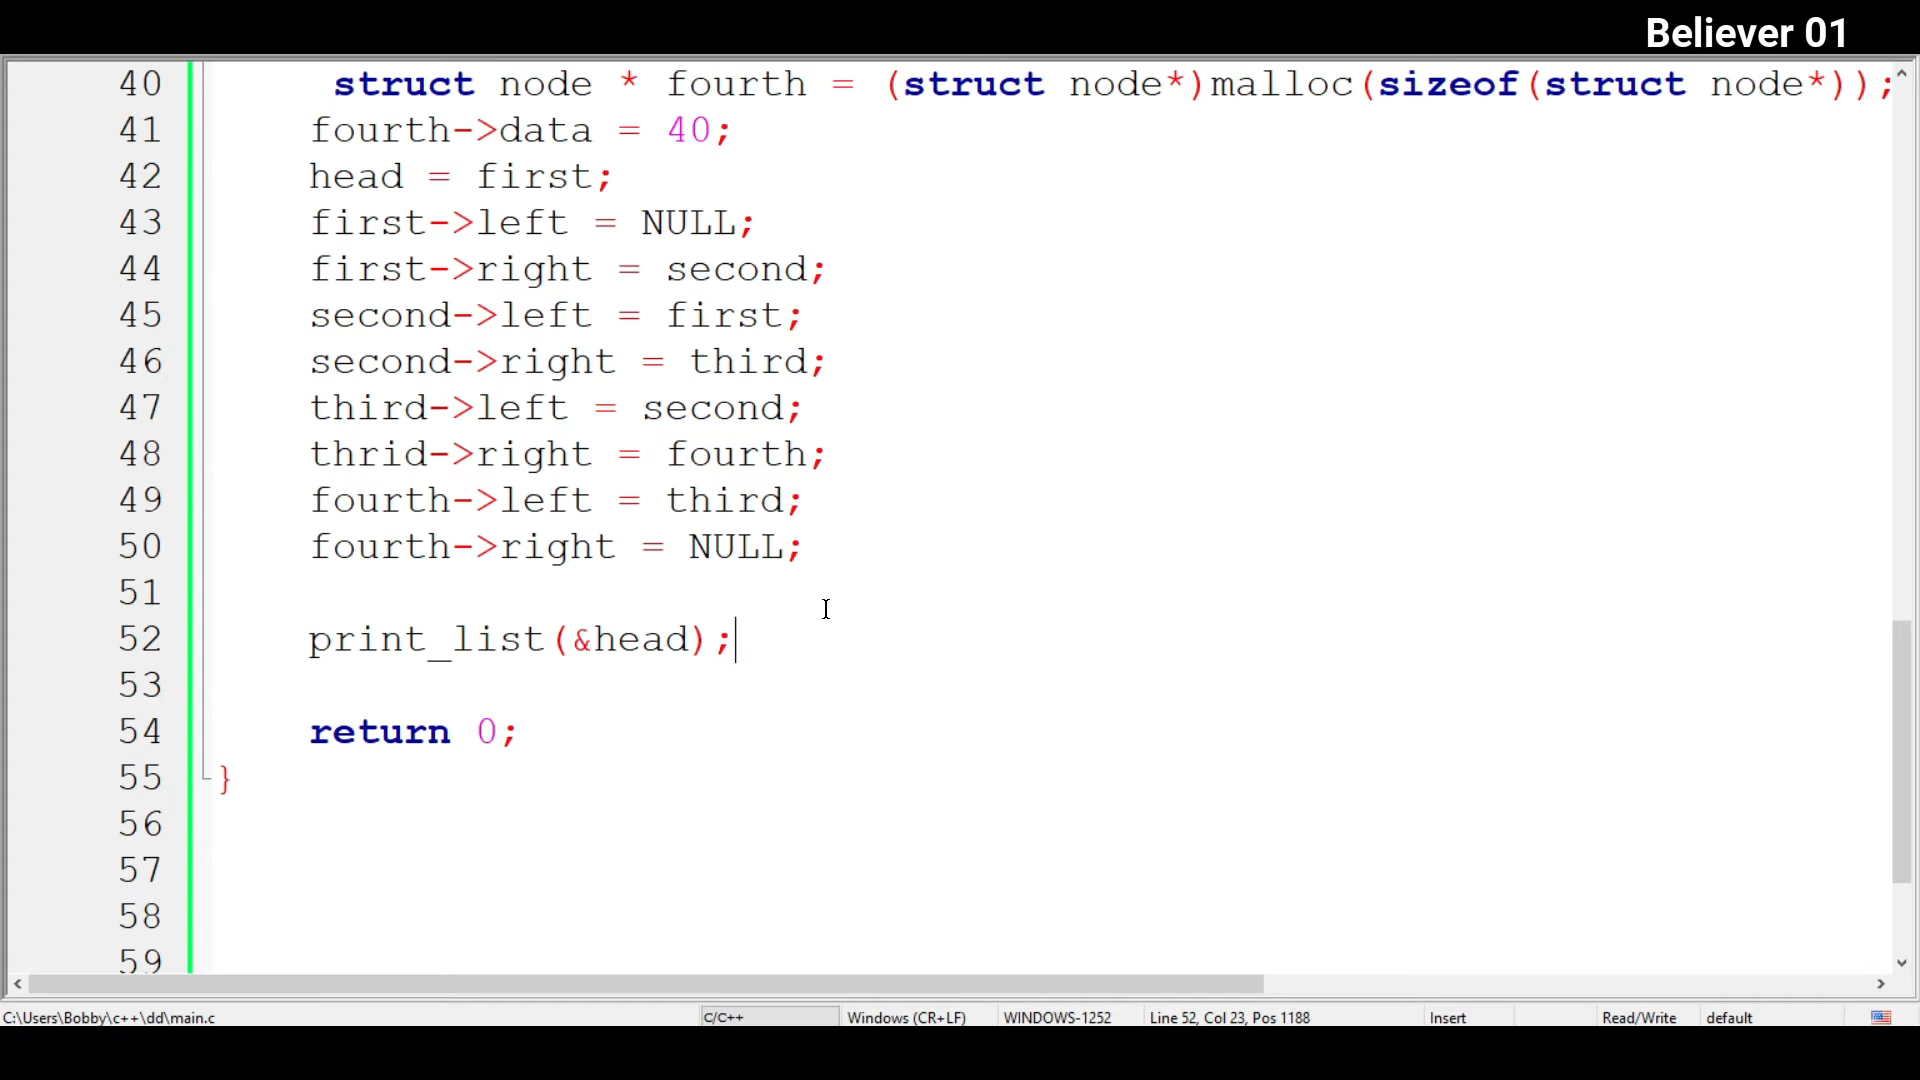 Believer 01
40 struct node * fourth = (struct node*)malloc(sizeof(struct node*));
41 fourth->data = 40;
42 head = first;
43 first->left = NULL;
44 first->right = second;
45 second->left = first;
46 second->right = third;
47 third->left = second;
48 thrid->right = fourth;
49 fourth->left = third;
50 fourth->right = NULL;
51
52 print_list(&head);
53
54 return 0;
55 }
56
57
58
59
C:\Users\Bobby\c++\dd\main.c C/C++ Windows (CR+LF) WINDOWS-1252 Line 52, Col 23, Pos 1188 Insert Read/Write default